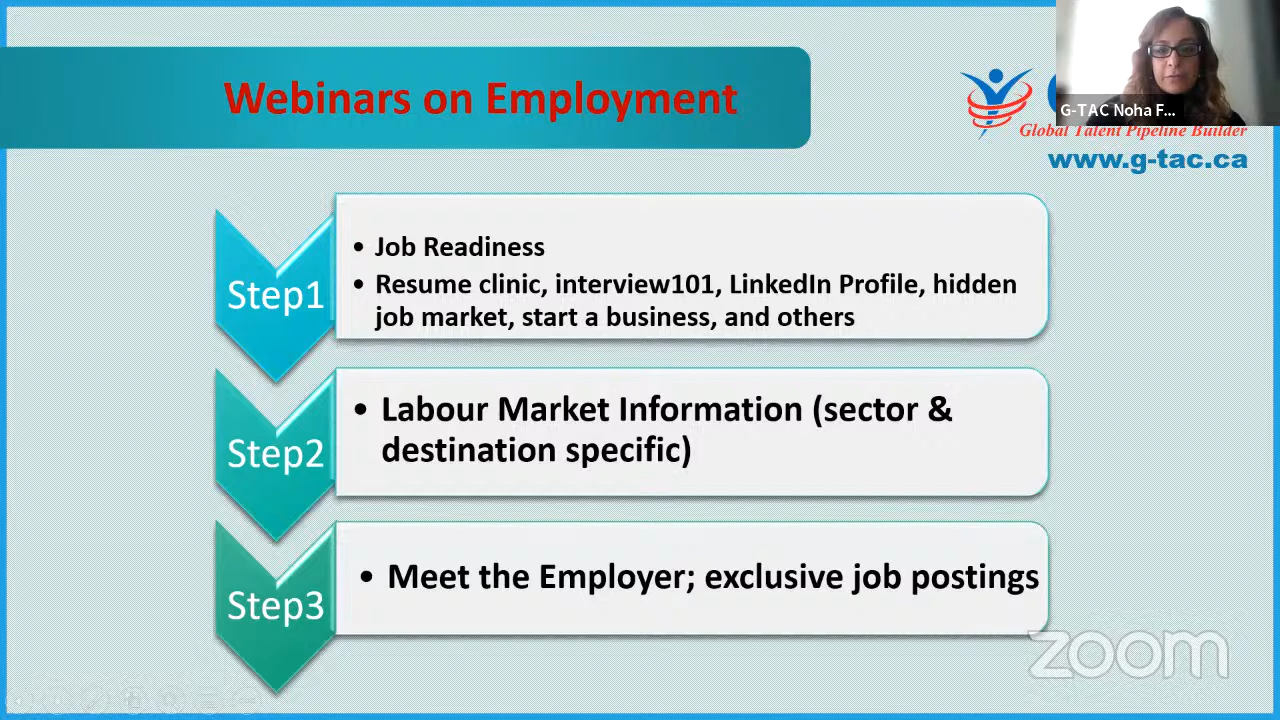 Webinars on Employment
G-TAC Noha F...
Global Talent Pipeline Builder
www.g-tac.ca
Step1
• Job Readiness
• Resume clinic, interview101, LinkedIn Profile, hidden
job market, start a business, and others
Step2
• Labour Market Information (sector &
destination specific)
Step3
• Meet the Employer; exclusive job postings
zoom